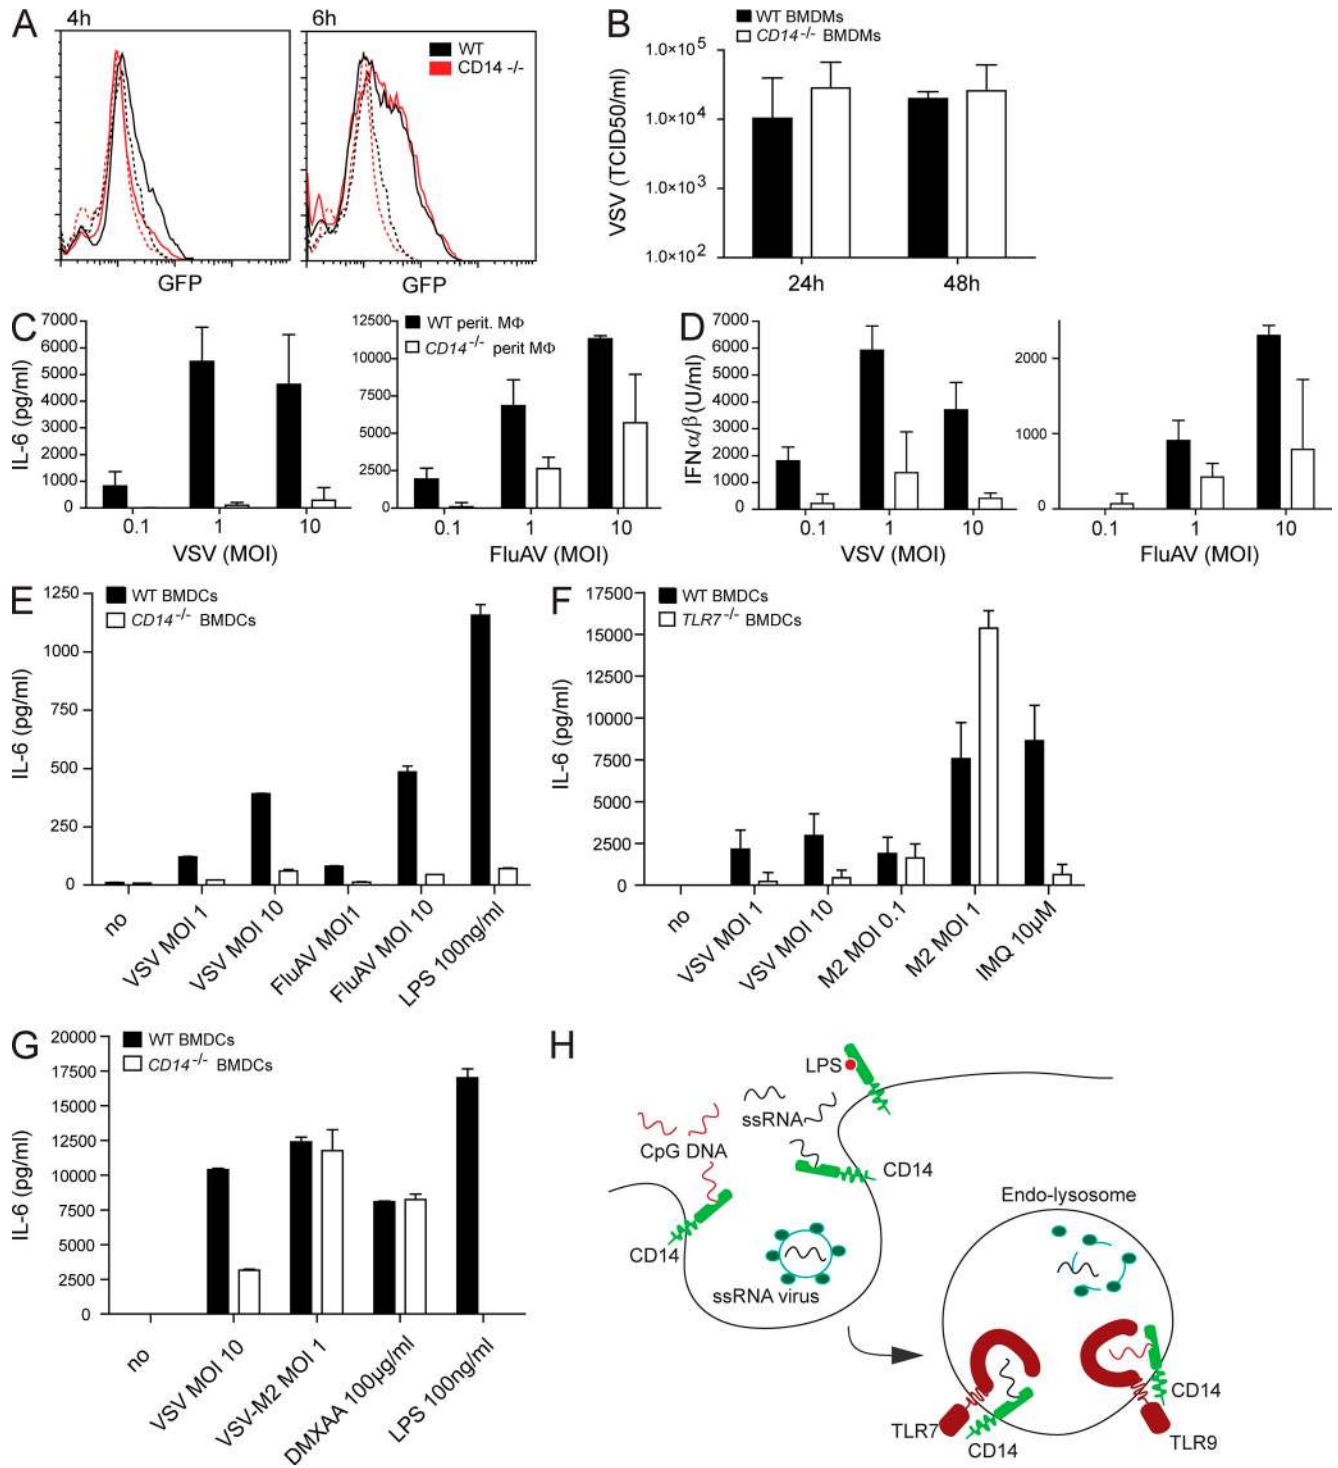 A
4h
6h
WT
CD14 -/-
GFP
GFP
B
WT BMDMs
CD14-/- BMDMs
VSV (TCID50/ml)
1.0×10⁵
1.0×10⁴
1.0×10³
1.0×10²
24h
48h
C
IL-6 (pg/ml)
7000
6000
5000
4000
3000
2000
1000
0
0.1
1
10
VSV (MOI)
12500
10000
7500
5000
2500
0
WT perit. MΦ
CD14-/- perit MΦ
0.1
1
10
FluAV (MOI)
D
IFNα/β (U/ml)
7000
6000
5000
4000
3000
2000
1000
0
0.1
1
10
VSV (MOI)
2000
1000
0
0.1
1
10
FluAV (MOI)
E
WT BMDCs
CD14-/- BMDCs
IL-6 (pg/ml)
1250
1000
750
500
250
0
no
VSV MOI 1
VSV MOI 10
FluAV MOI1
FluAV MOI 10
LPS 100ng/ml
F
WT BMDCs
TLR7-/- BMDCs
IL-6 (pg/ml)
17500
15000
12500
10000
7500
5000
2500
0
no
VSV MOI 1
VSV MOI 10
M2 MOI 0.1
M2 MOI 1
IMQ 10µM
G
WT BMDCs
CD14-/- BMDCs
IL-6 (pg/ml)
20000
17500
15000
12500
10000
7500
5000
2500
0
no
VSV MOI 10
VSV-M2 MOI 1
DMXAA 100µg/ml
LPS 100ng/ml
H
LPS
ssRNA
CpG DNA
CD14
CD14
ssRNA virus
Endo-lysosome
TLR7
CD14
CD14
TLR9